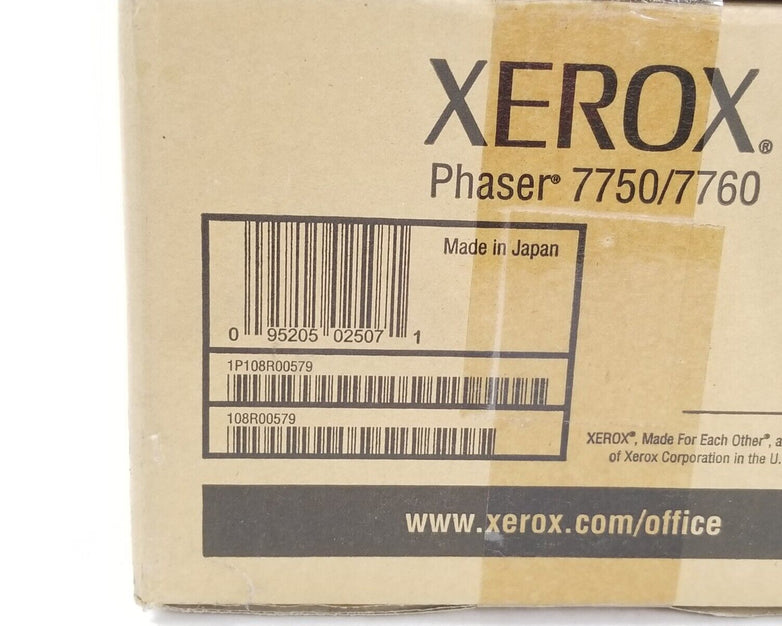 XEROX®
Phaser® 7750/7760
Made in Japan
0 95205 02507 1
1P108R00579
108R00579
XEROX®, Made For Each Other®, a
of Xerox Corporation in the U.
www.xerox.com/office